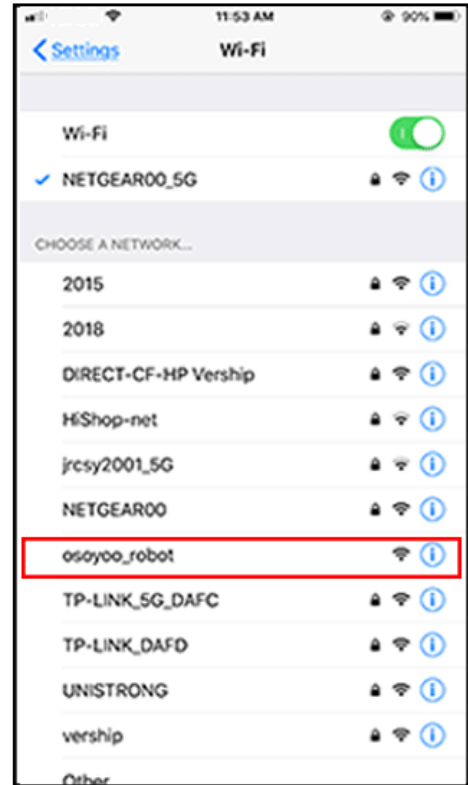 11:53 AM 90%
Settings Wi-Fi
Wi-Fi
NETGEAR00_5G
CHOOSE A NETWORK...
2015
2018
DIRECT-CF-HP Vership
HiShop-net
jrcsy2001_5G
NETGEAR00
osoyoo_robot
TP-LINK_5G_DAFC
TP-LINK_DAFD
UNISTRONG
vership
Other...